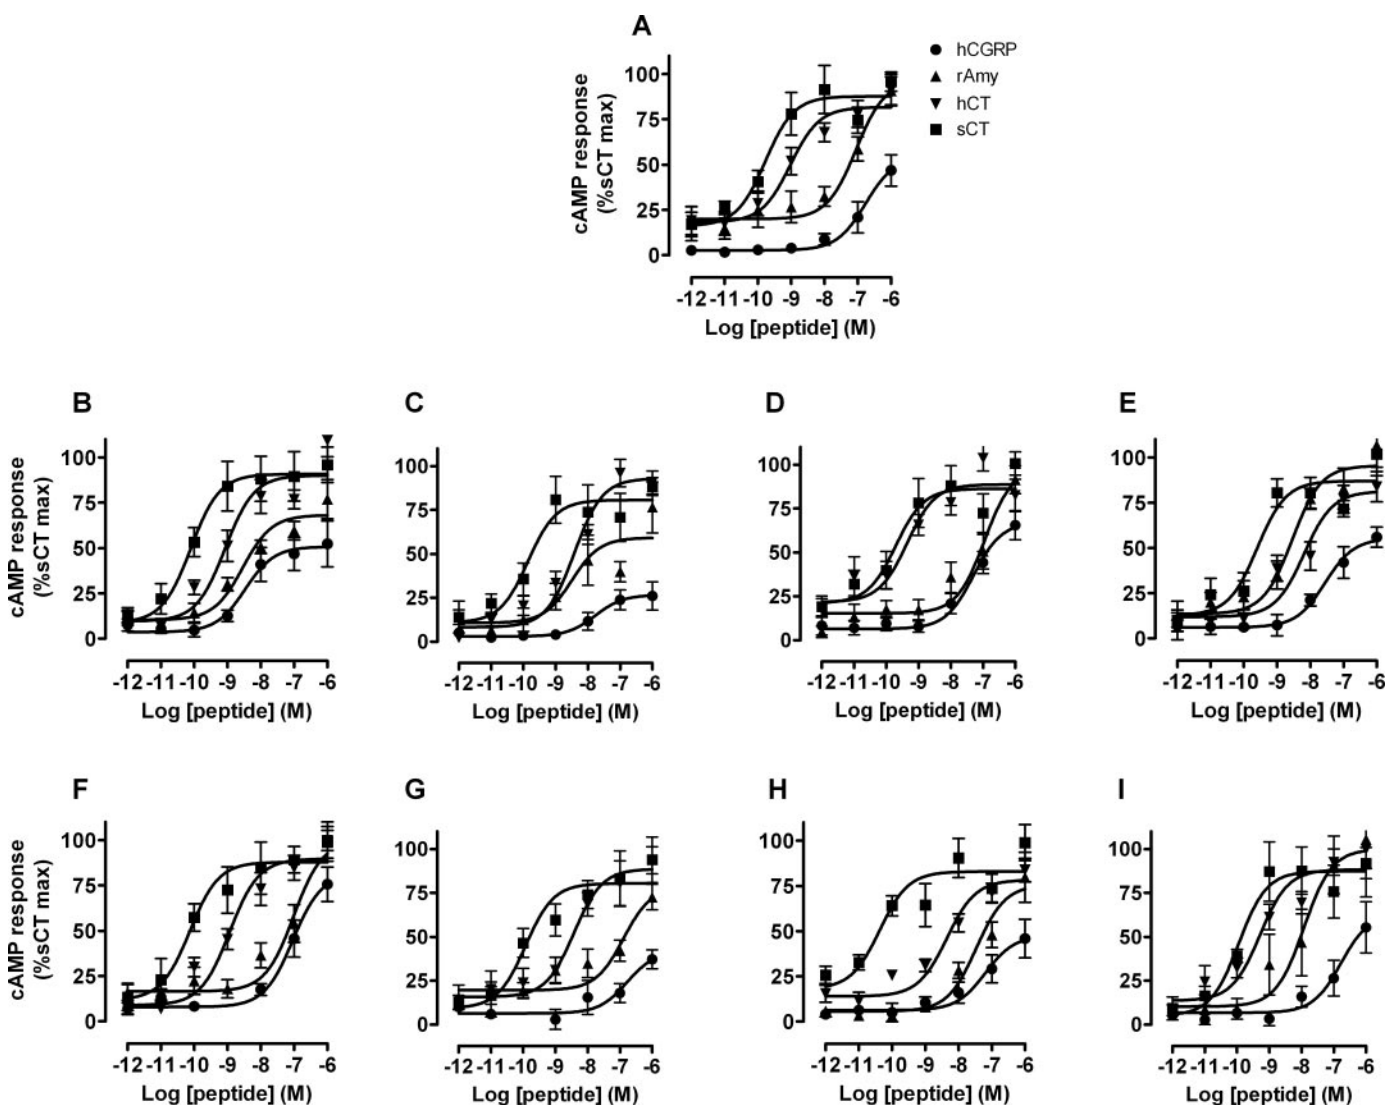 A
hCGRP
rAmy
hCT
sCT
cAMP response
(%sCT max)
100
75
50
25
0
-12 -11 -10 -9 -8 -7 -6
Log [peptide] (M)
B
C
D
E
cAMP response
(%sCT max)
100
75
50
25
0
-12 -11 -10 -9 -8 -7 -6
Log [peptide] (M)
100
75
50
25
0
-12 -11 -10 -9 -8 -7 -6
Log [peptide] (M)
100
75
50
25
0
-12 -11 -10 -9 -8 -7 -6
Log [peptide] (M)
100
75
50
25
0
-12 -11 -10 -9 -8 -7 -6
Log [peptide] (M)
F
G
H
I
cAMP response
(%sCT max)
100
75
50
25
0
-12 -11 -10 -9 -8 -7 -6
Log [peptide] (M)
100
75
50
25
0
-12 -11 -10 -9 -8 -7 -6
Log [peptide] (M)
100
75
50
25
0
-12 -11 -10 -9 -8 -7 -6
Log [peptide] (M)
100
75
50
25
0
-12 -11 -10 -9 -8 -7 -6
Log [peptide] (M)